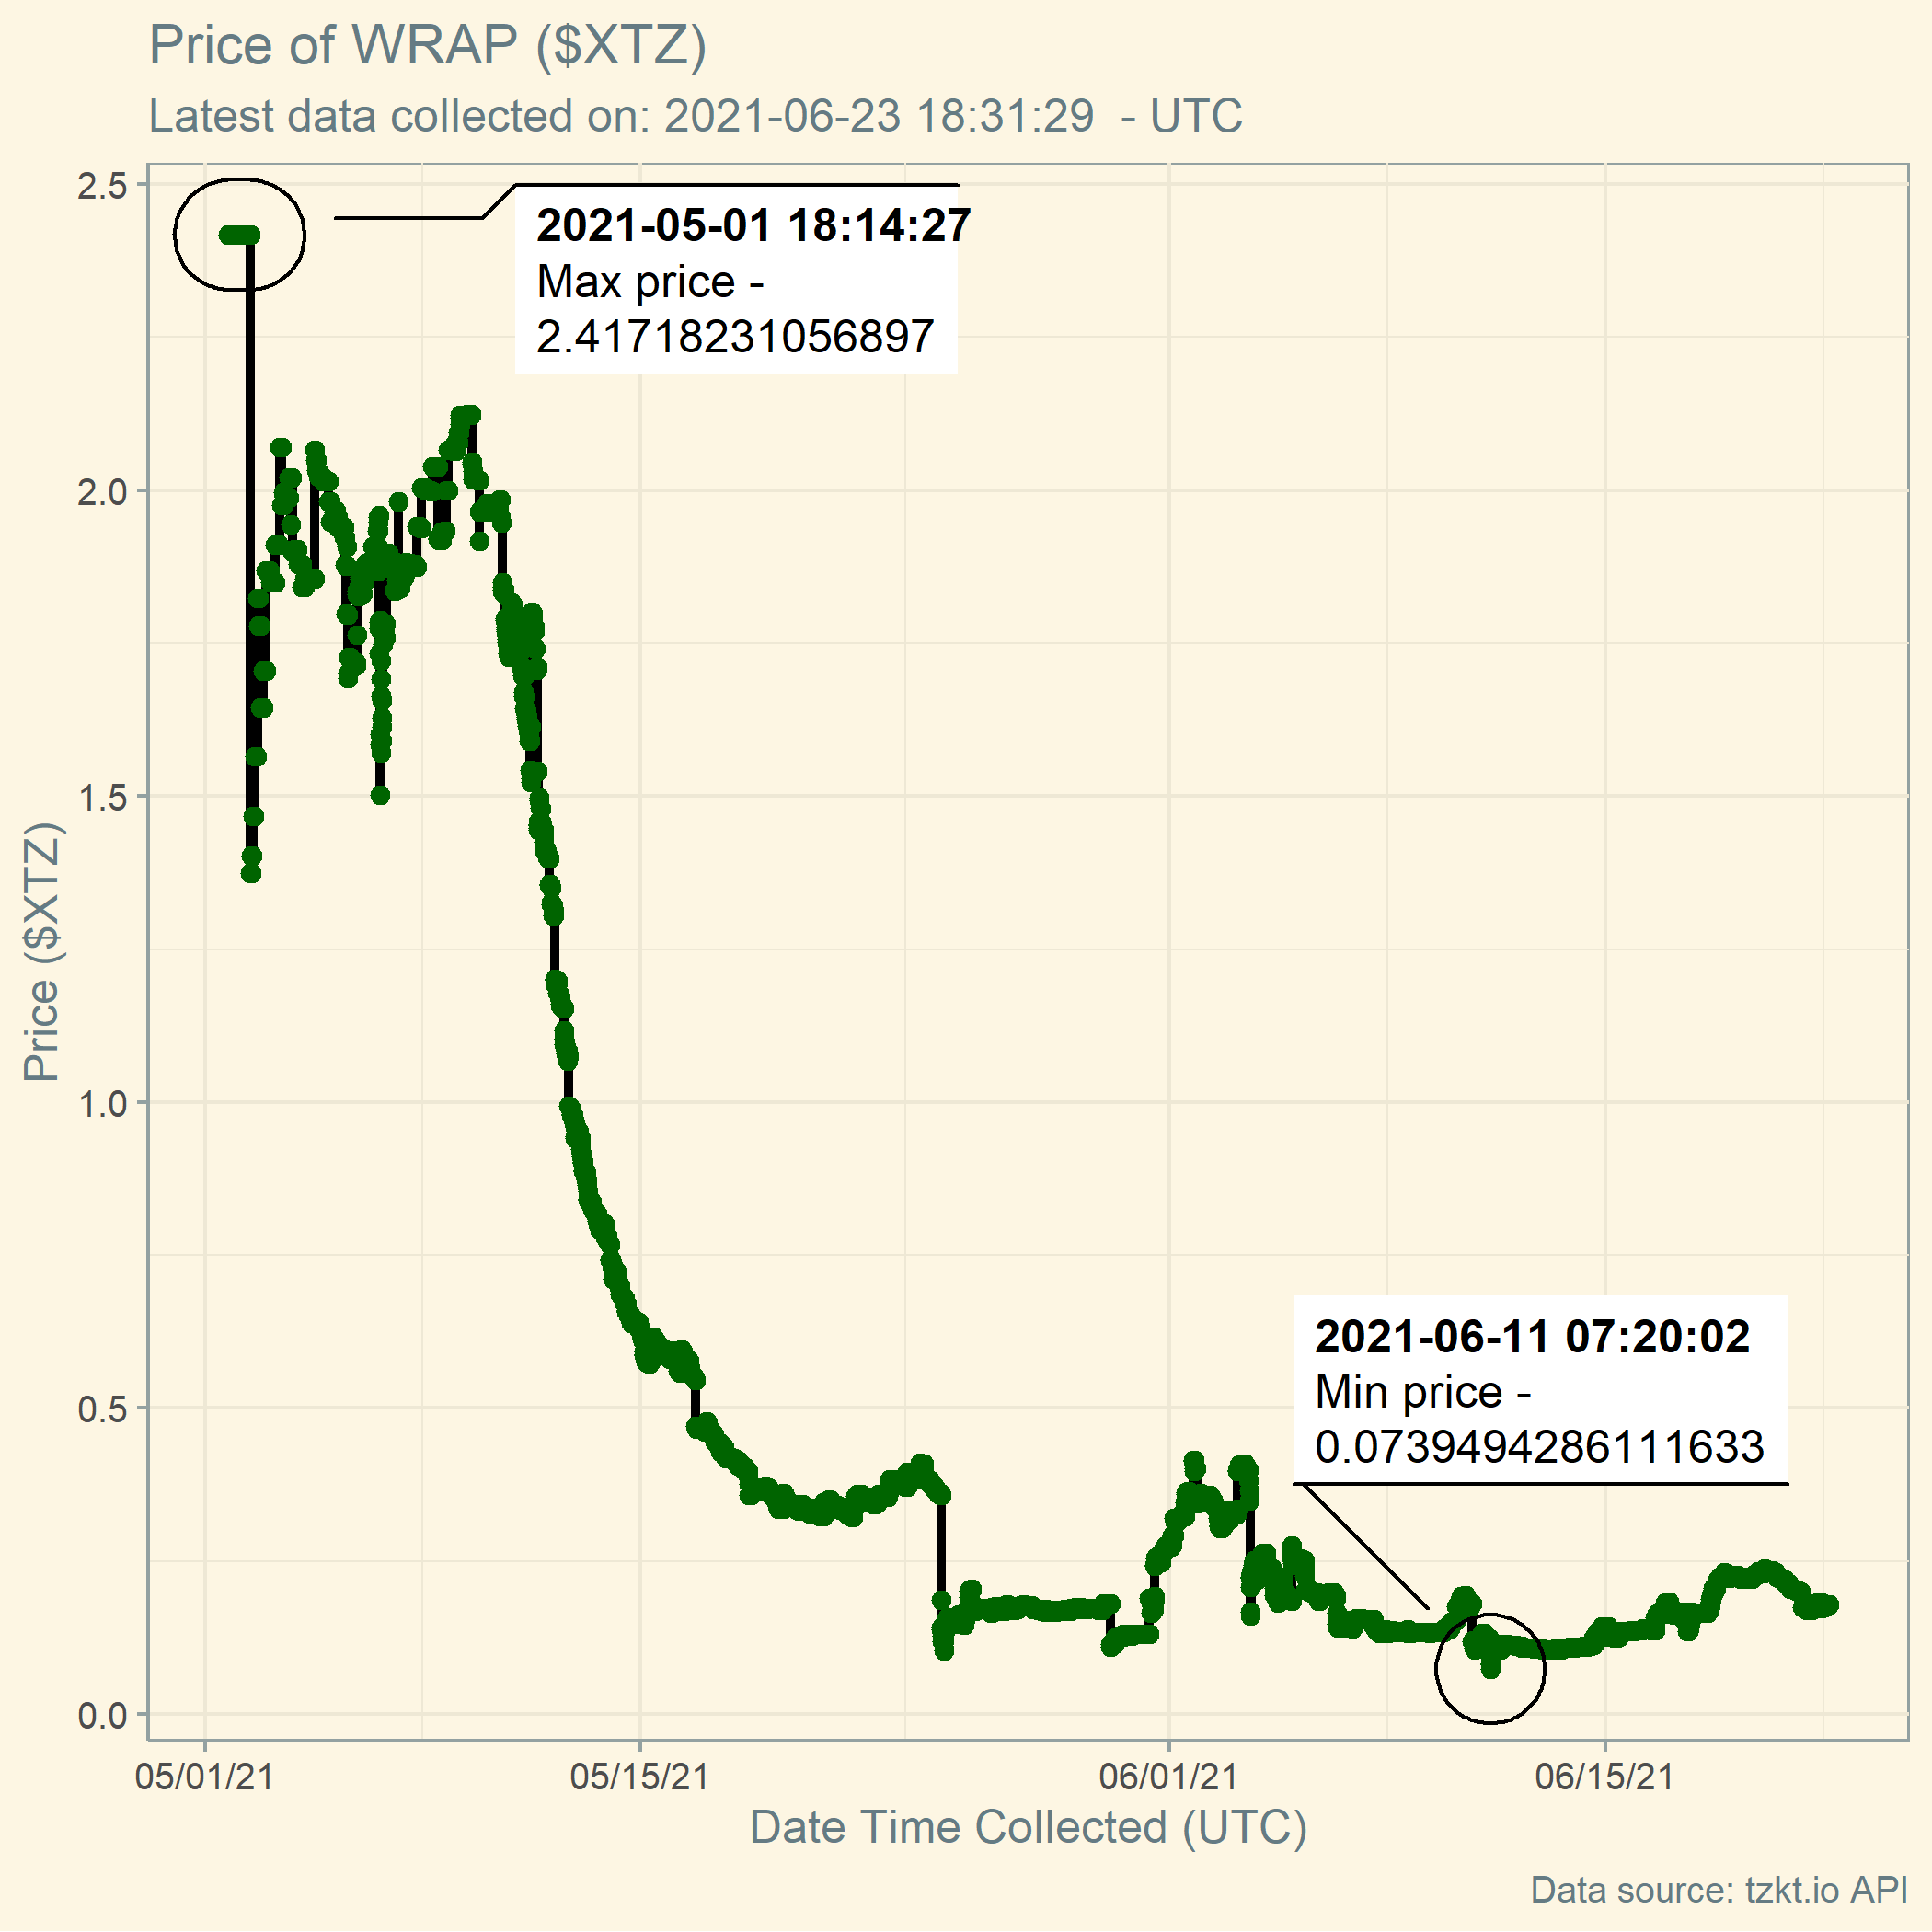 Price of WRAP ($XTZ)
Latest data collected on: 2021-06-23 18:31:29  - UTC
2.5
2021-05-01 18:14:27
Max price -
2.41718231056897
2.0
1.5
Price ($XTZ)
1.0
2021-06-11 07:20:02
Min price -
0.0739494286111633
0.5
0.0
05/01/21
05/15/21
06/01/21
06/15/21
Date Time Collected (UTC)
Data source: tzkt.io API